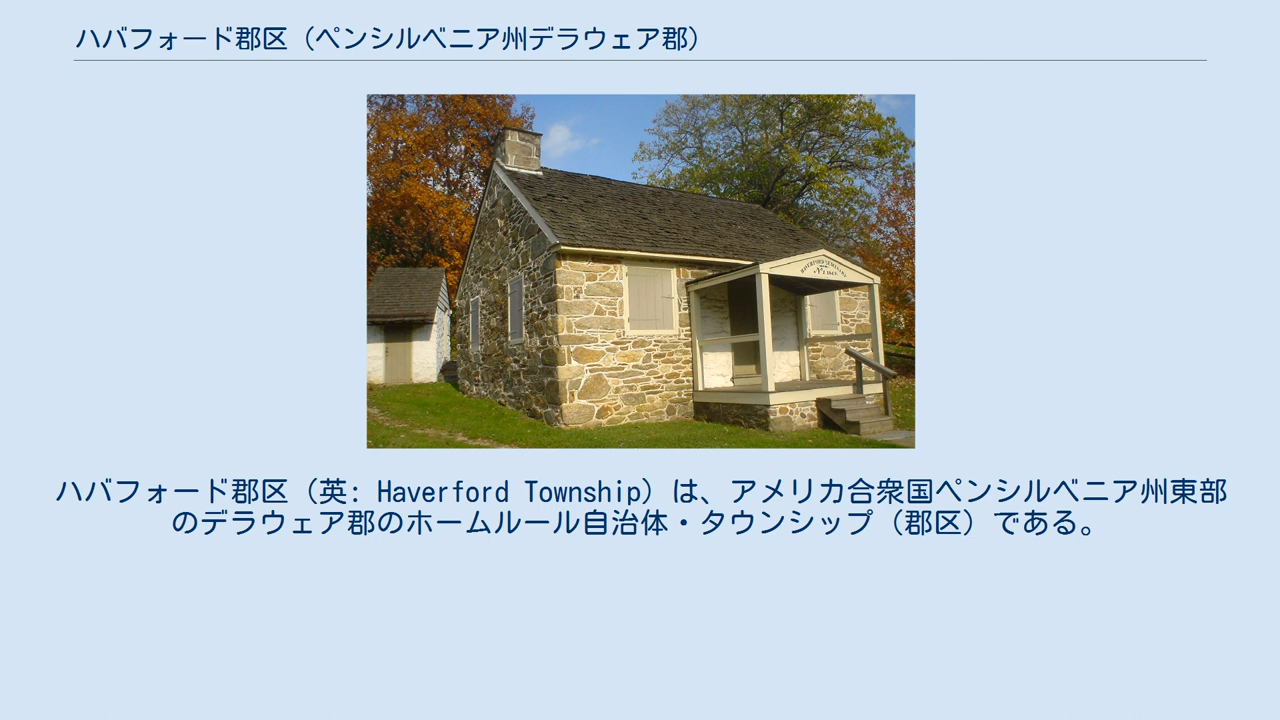 ハバフォード郡区（ペンシルベニア州デラウェア郡）
HAVERFORD SEMINARY
ハバフォード郡区（英: Haverford Township）は、アメリカ合衆国ペンシルベニア州東部
のデラウェア郡のホームルール自治体・タウンシップ（郡区）である。